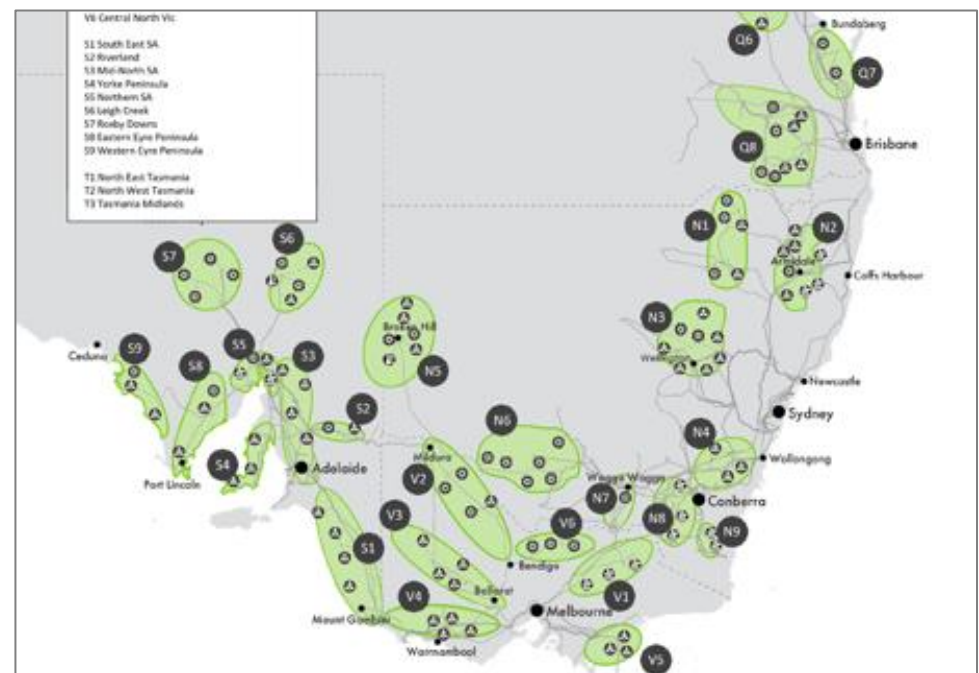 V6 Central North Vic
S1 South East SA
S2 Riverland
S3 Mid-North SA
S4 Yorke Peninsula
S5 Northern SA
S6 Leigh Creek
S7 Roxby Downs
S8 Eastern Eyre Peninsula
S9 Western Eyre Peninsula
T1 North East Tasmania
T2 North West Tasmania
T3 Tasmania Midlands
Q6
Bundaberg
Q7
Q8
Brisbane
N1
N2
Armidale
Coffs Harbour
S7
S6
N3
Wellington
Broken Hill
N5
Ceduna
S9
S8
S5
S3
Newcastle
Sydney
S2
N6
N4
Wollongong
Port Lincoln
S4
Adelaide
Mildura
V2
Wagga Wagga
N7
Canberra
N8
N9
V3
S1
V6
Bendigo
V1
Ballarat
V4
Mount Gambier
Melbourne
Warrnambool
V5